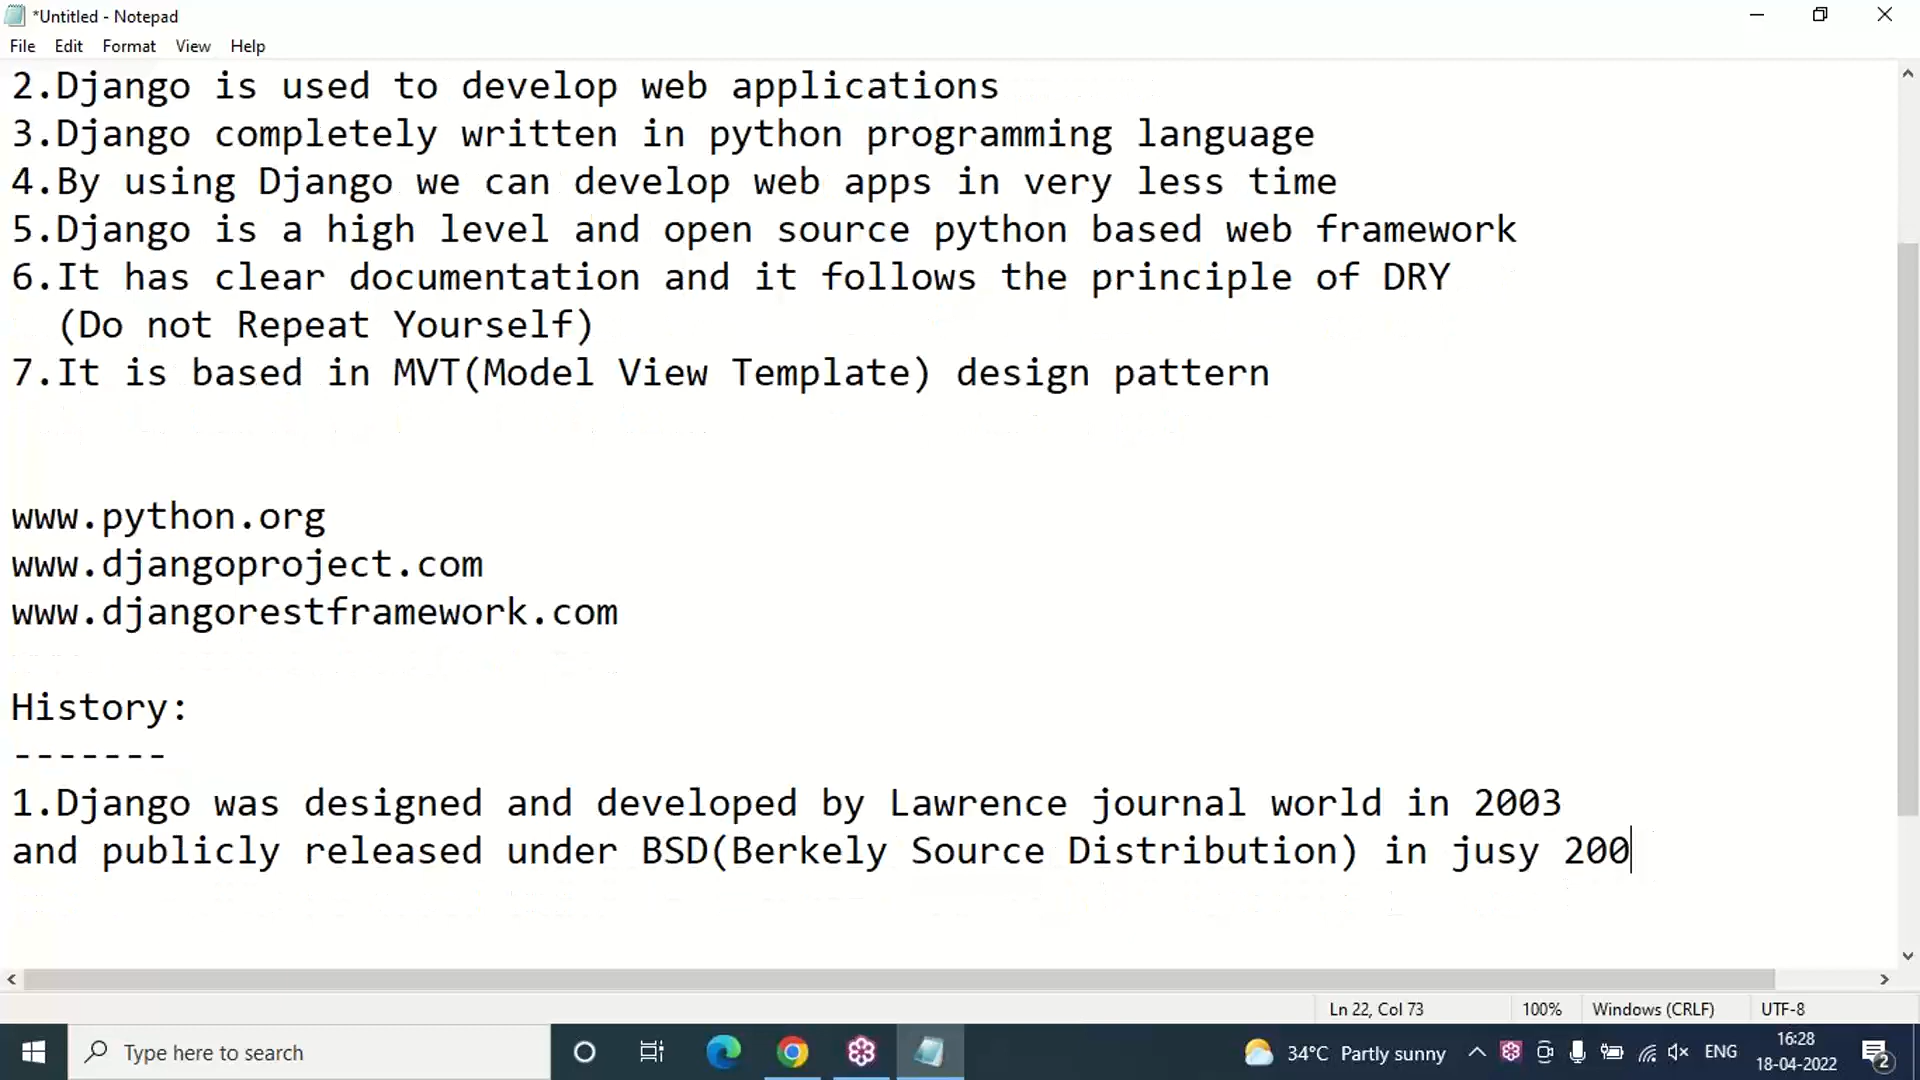 *Untitled - Notepad
File Edit Format View Help
2.Django is used to develop web applications
3.Django completely written in python programming language
4.By using Django we can develop web apps in very less time
5.Django is a high level and open source python based web framework
6.It has clear documentation and it follows the principle of DRY
(Do not Repeat Yourself)
7.It is based in MVT(Model View Template) design pattern
www.python.org
www.djangoproject.com
www.djangorestframework.com
History:
-------
1.Django was designed and developed by Lawrence journal world in 2003
and publicly released under BSD(Berkely Source Distribution) in jusy 200
Ln 22, Col 73 100% Windows (CRLF) UTF-8
Type here to search 34°C Partly sunny ENG 16:28
18-04-2022 2